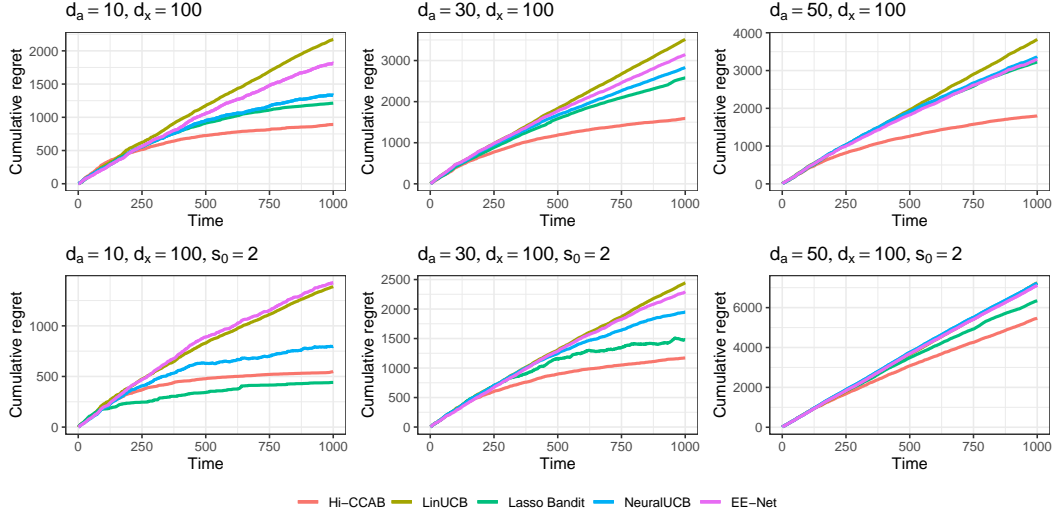 d_a = 10, d_x = 100
d_a = 30, d_x = 100
d_a = 50, d_x = 100
Cumulative regret
2000
1500
1000
500
0
0 250 500 750 1000
Time
Cumulative regret
3000
2000
1000
0
0 250 500 750 1000
Time
Cumulative regret
4000
3000
2000
1000
0
0 250 500 750 1000
Time
d_a = 10, d_x = 100, s_0 = 2
d_a = 30, d_x = 100, s_0 = 2
d_a = 50, d_x = 100, s_0 = 2
Cumulative regret
1000
500
0
0 250 500 750 1000
Time
Cumulative regret
2500
2000
1500
1000
500
0
0 250 500 750 1000
Time
Cumulative regret
6000
4000
2000
0
0 250 500 750 1000
Time
Hi−CCAB LinUCB Lasso Bandit NeuralUCB EE−Net